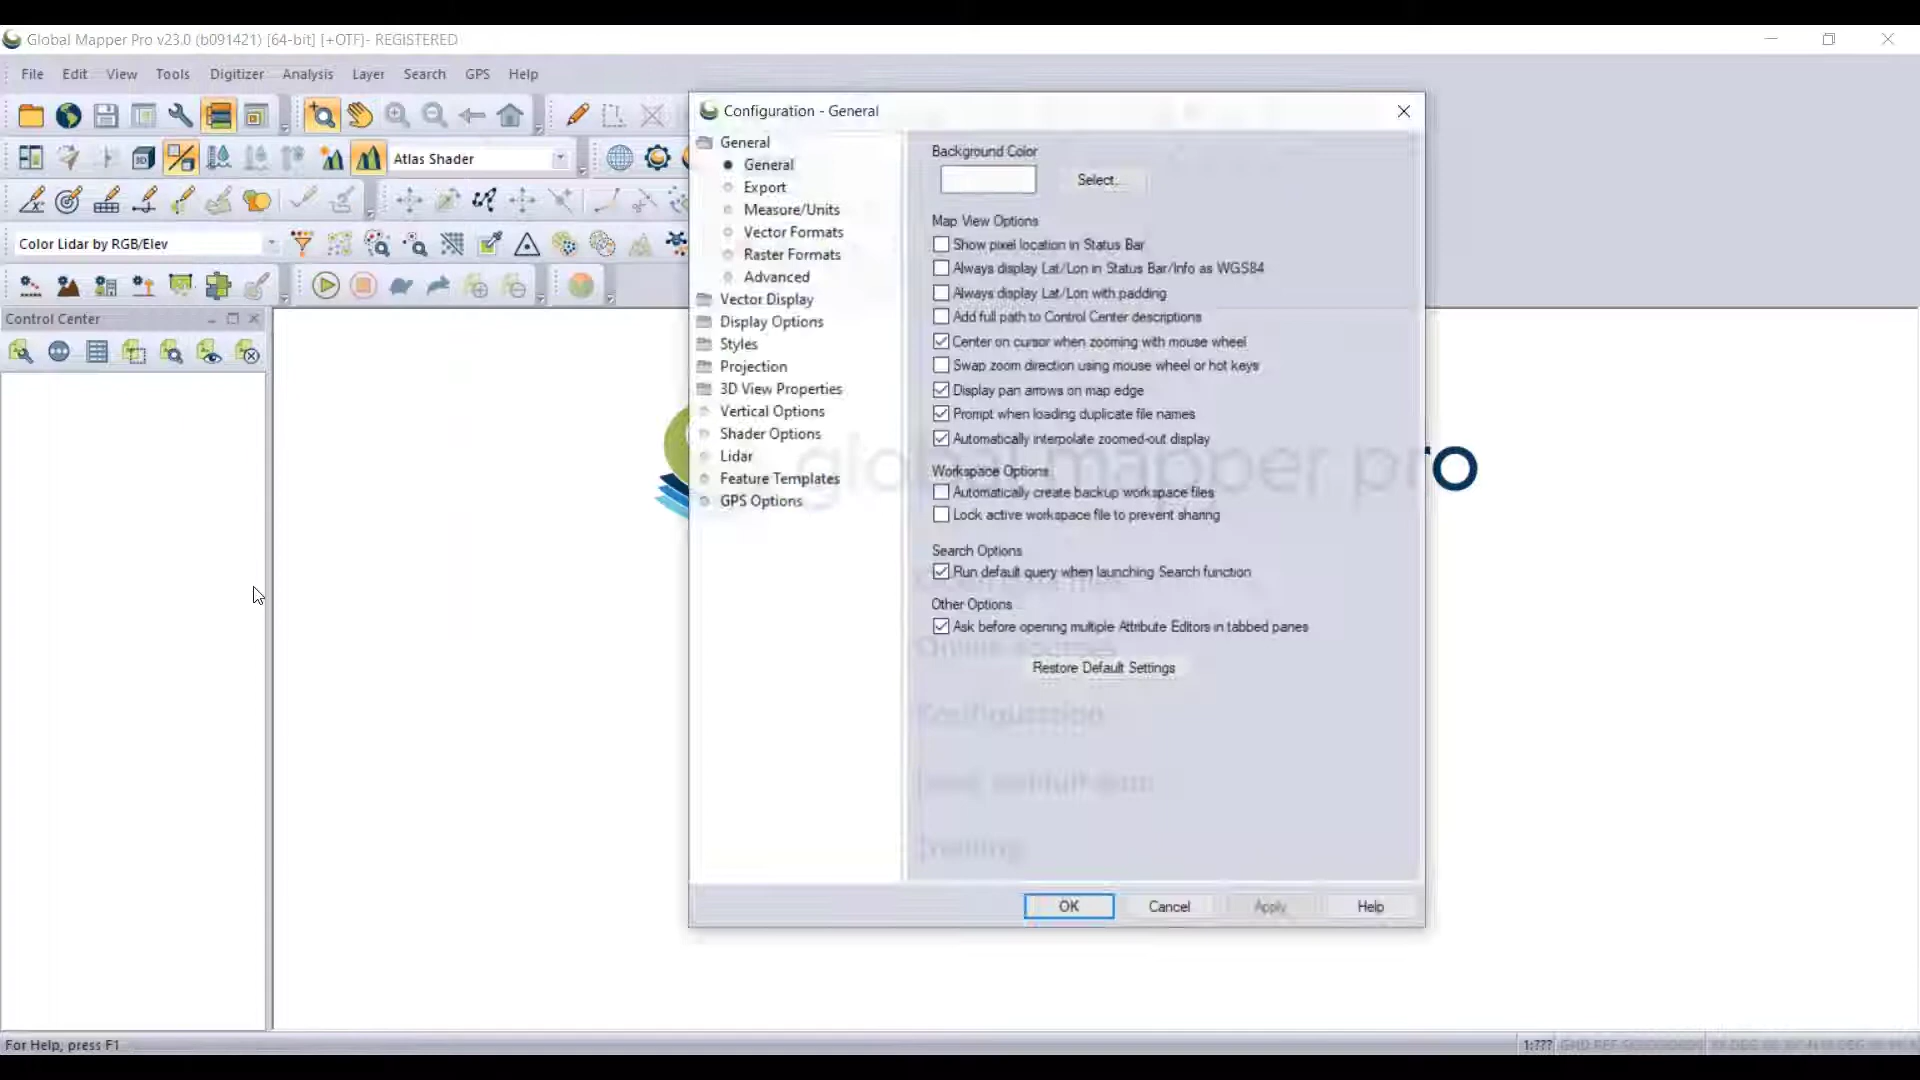 Global Mapper Pro v23.0 (b091421) [64-bit] [+OTF]- REGISTERED
File Edit View Tools Digitizer Analysis Layer Search GPS Help
Atlas Shader
Color Lidar by RGB/Elev
Control Center
Configuration - General
General
General
Export
Measure/Units
Vector Formats
Raster Formats
Advanced
Vector Display
Display Options
Styles
Projection
3D View Properties
Vertical Options
Shader Options
Lidar
Feature Templates
GPS Options
Background Color
Select...
Map View Options
Show pixel location in Status Bar
Always display Lat/Lon in Status Bar/Info as WGS84
Always display Lat/Lon with padding
Add full path to Control Center descriptions
Center on cursor when zooming with mouse wheel
Swap zoom direction using mouse wheel or hot keys
Display pan arrows on map edge
Prompt when loading duplicate file names
Automatically interpolate zoomed-out display
global mapper pro
Workspace Options
Automatically create backup workspace files
Lock active workspace file to prevent sharing
Search Options
Run default query when launching Search function
Other Options
Ask before opening multiple Attribute Editors in tabbed panes
Online sources
Restore Default Settings
Configuration
Training
OK Cancel Apply Help
For Help, press F1
1:???